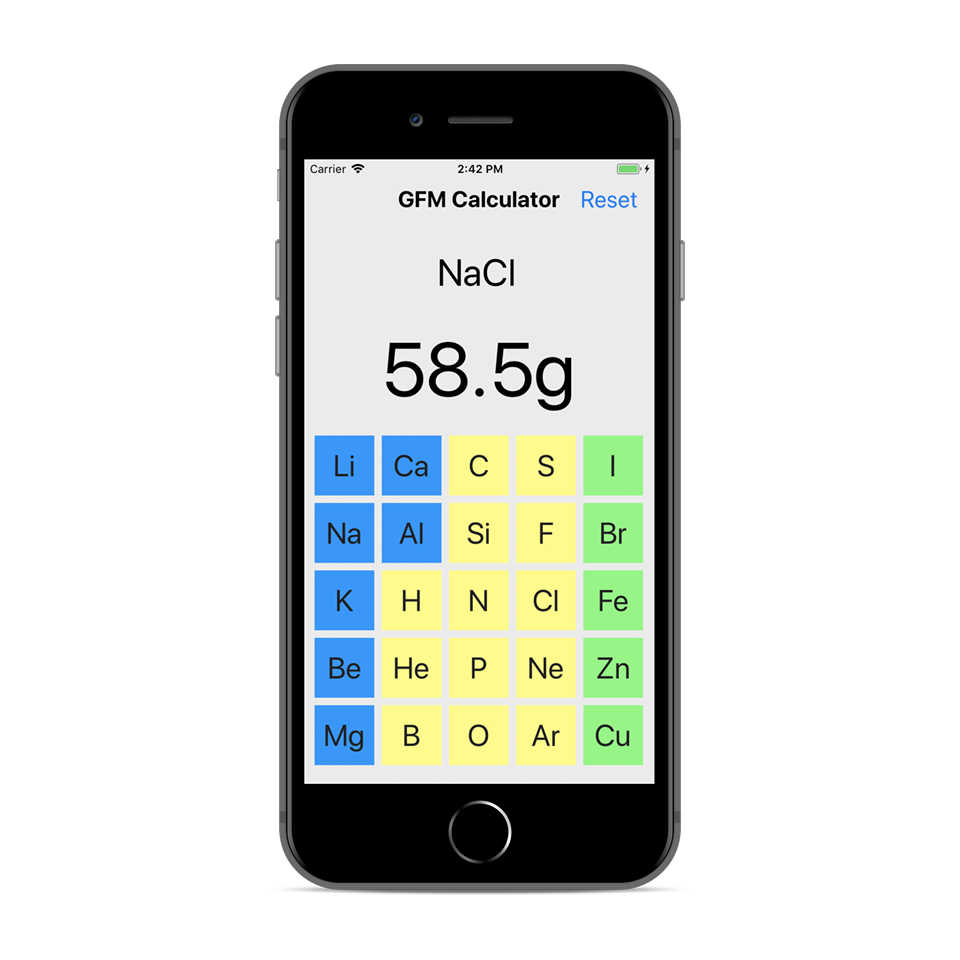 Carrier 2:42 PM
GFM Calculator Reset
NaCl
58.5g
Li Ca C S I
Na Al Si F Br
K H N Cl Fe
Be He P Ne Zn
Mg B O Ar Cu